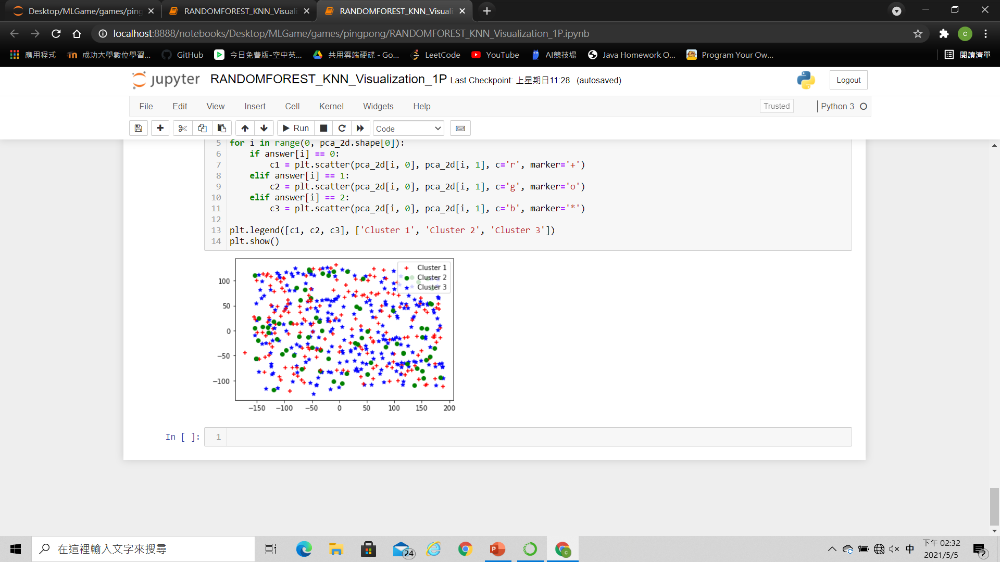 Desktop/MLGame/games/ping
RANDOMFOREST_KNN_Visuali
RANDOMFOREST_KNN_Visuali
localhost:8888/notebooks/Desktop/MLGame/games/pingpong/RANDOMFOREST_KNN_Visualization_1P.ipynb
c
應用程式 成功大學數位學習... GitHub 今日免費版-空中英... 共用雲端硬碟 - Go... LeetCode YouTube AI競技場 Java Homework O... Program Your Ow... 閱讀清單
jupyter RANDOMFOREST_KNN_Visualization_1P Last Checkpoint: 上星期日11:28 (autosaved) Logout
File Edit View Insert Cell Kernel Widgets Help Trusted Python 3
Run Code
5 for i in range(0, pca_2d.shape[0]):
6 if answer[i] == 0:
7 c1 = plt.scatter(pca_2d[i, 0], pca_2d[i, 1], c='r', marker='+')
8 elif answer[i] == 1:
9 c2 = plt.scatter(pca_2d[i, 0], pca_2d[i, 1], c='g', marker='o')
10 elif answer[i] == 2:
11 c3 = plt.scatter(pca_2d[i, 0], pca_2d[i, 1], c='b', marker='*')
12
13 plt.legend([c1, c2, c3], ['Cluster 1', 'Cluster 2', 'Cluster 3'])
14 plt.show()
Cluster 1
Cluster 2
Cluster 3
100
50
0
−50
−100
−150 −100 −50 0 50 100 150 200
In [ ]: 1
在這裡輸入文字來搜尋
24
P
c
中
下午 02:32
2021/5/5
2